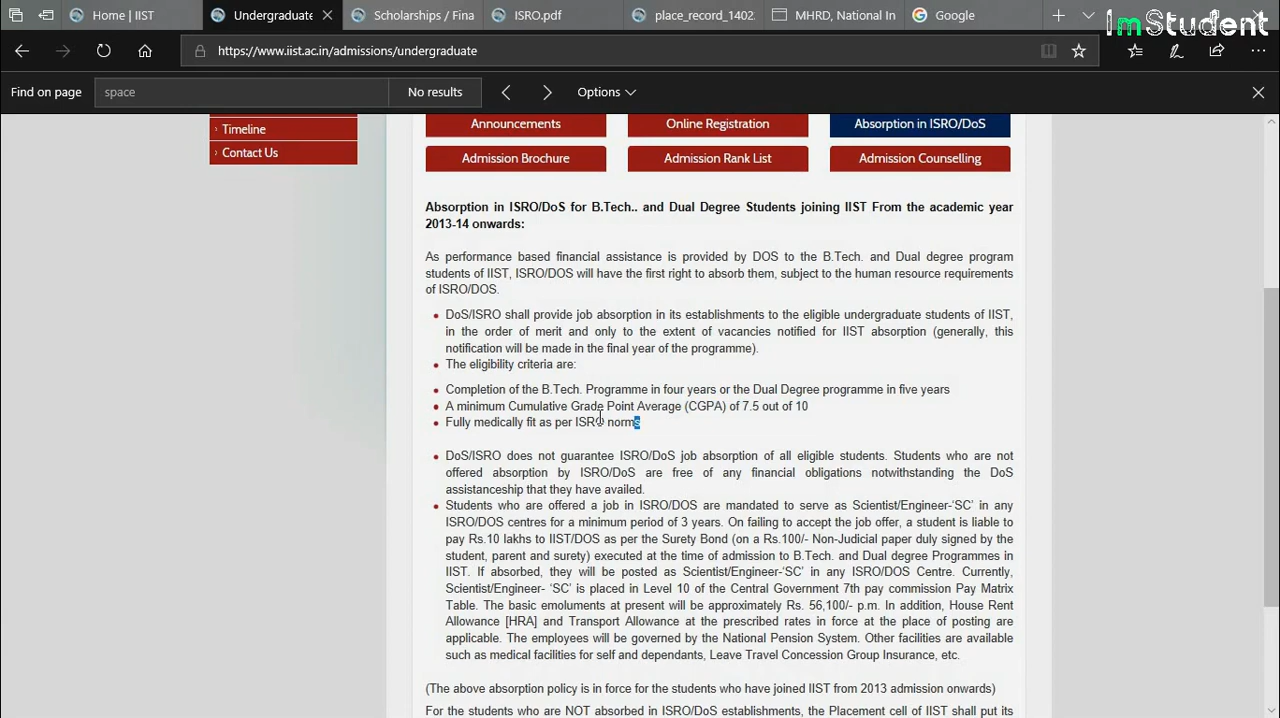 Home | IIST
Undergraduate
Scholarships / Fina
ISRO.pdf
place_record_1402.
MHRD, National In
Google
ImStudent
https://www.iist.ac.in/admissions/undergraduate
Find on page
space
No results
Options
Timeline
Contact Us
Announcements
Online Registration
Absorption in ISRO/DoS
Admission Brochure
Admission Rank List
Admission Counselling
Absorption in ISRO/DoS for B.Tech.. and Dual Degree Students joining IIST From the academic year
2013-14 onwards:
As performance based financial assistance is provided by DOS to the B.Tech. and Dual degree program
students of IIST, ISRO/DOS will have the first right to absorb them, subject to the human resource requirements
of ISRO/DOS.
DoS/ISRO shall provide job absorption in its establishments to the eligible undergraduate students of IIST,
in the order of merit and only to the extent of vacancies notified for IIST absorption (generally, this
notification will be made in the final year of the programme).
The eligibility criteria are:
Completion of the B.Tech. Programme in four years or the Dual Degree programme in five years
A minimum Cumulative Grade Point Average (CGPA) of 7.5 out of 10
Fully medically fit as per ISRO norms
DoS/ISRO does not guarantee ISRO/DoS job absorption of all eligible students. Students who are not
offered absorption by ISRO/DoS are free of any financial obligations notwithstanding the DoS
assistanceship that they have availed.
Students who are offered a job in ISRO/DOS are mandated to serve as Scientist/Engineer-‘SC’ in any
ISRO/DOS centres for a minimum period of 3 years. On failing to accept the job offer, a student is liable to
pay Rs.10 lakhs to IIST/DOS as per the Surety Bond (on a Rs.100/- Non-Judicial paper duly signed by the
student, parent and surety) executed at the time of admission to B.Tech. and Dual degree Programmes in
IIST. If absorbed, they will be posted as Scientist/Engineer-‘SC’ in any ISRO/DOS Centre. Currently,
Scientist/Engineer- ‘SC’ is placed in Level 10 of the Central Government 7th pay commission Pay Matrix
Table. The basic emoluments at present will be approximately Rs. 56,100/- p.m. In addition, House Rent
Allowance [HRA] and Transport Allowance at the prescribed rates in force at the place of posting are
applicable. The employees will be governed by the National Pension System. Other facilities are available
such as medical facilities for self and dependants, Leave Travel Concession Group Insurance, etc.
(The above absorption policy is in force for the students who have joined IIST from 2013 admission onwards)
For the students who are NOT absorbed in ISRO/DoS establishments, the Placement cell of IIST shall put its